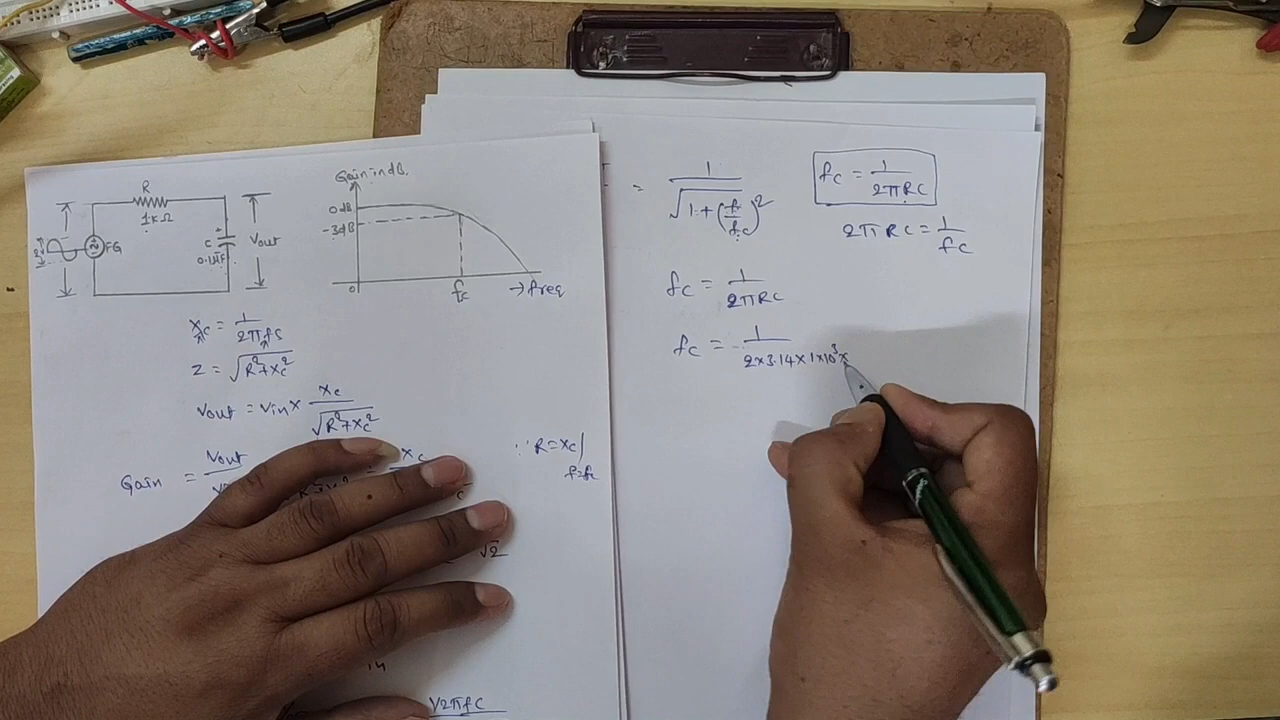 R
1kΩ
2V
FG
C
+
0.1µF
Vout
Gain in dB.
0dB
-3dB
0
fc
→ freq
Xc = 1/2πfC
Z = √R²+Xc²
Vout = Vin × Xc/√R²+Xc²
Gain = Vout
Xc
∵ R = Xc|
f=fc
√2
√2πfC
= 1/√1+(f/fc)²
fc = 1/2πRC
2πRC = 1/fc
fc = 1/2πRC
fc = 1/2×3.14×1×10³×